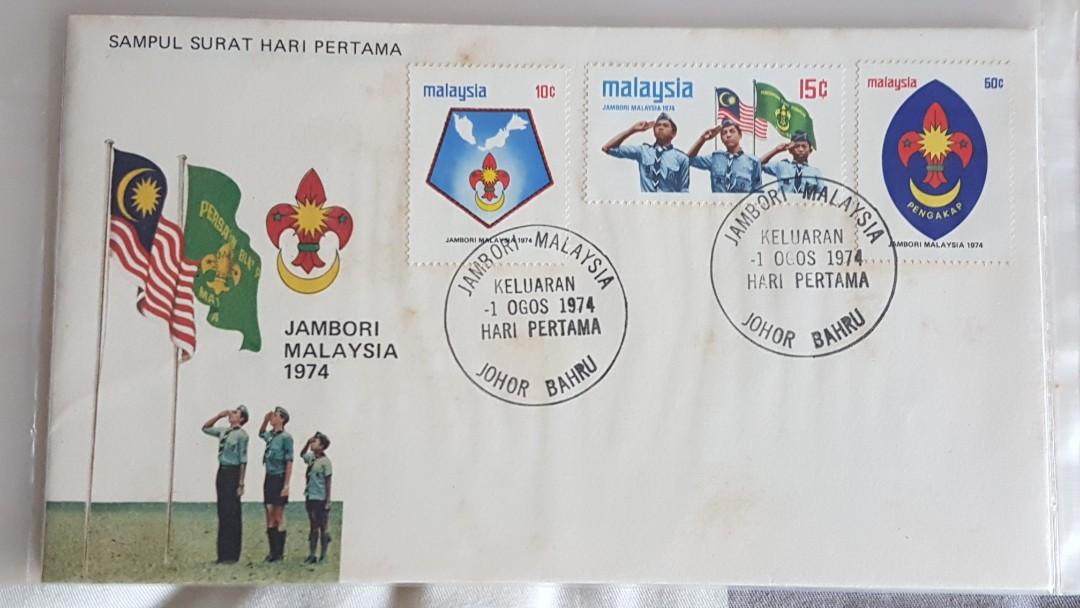 SAMPUL SURAT HARI PERTAMA
malaysia 10c
JAMBORI MALAYSIA 1974
malaysia 15¢
JAMBORI MALAYSIA 1974
malaysia 50c
PENGAKAP
JAMBORI MALAYSIA 1974
JAMBORI MALAYSIA
KELUARAN
-1 OGOS 1974
HARI PERTAMA
JOHOR BAHRU
JAMBORI MALAYSIA
KELUARAN
-1 OGOS 1974
HARI PERTAMA
JOHOR BAHRU
JAMBORI
MALAYSIA
1974